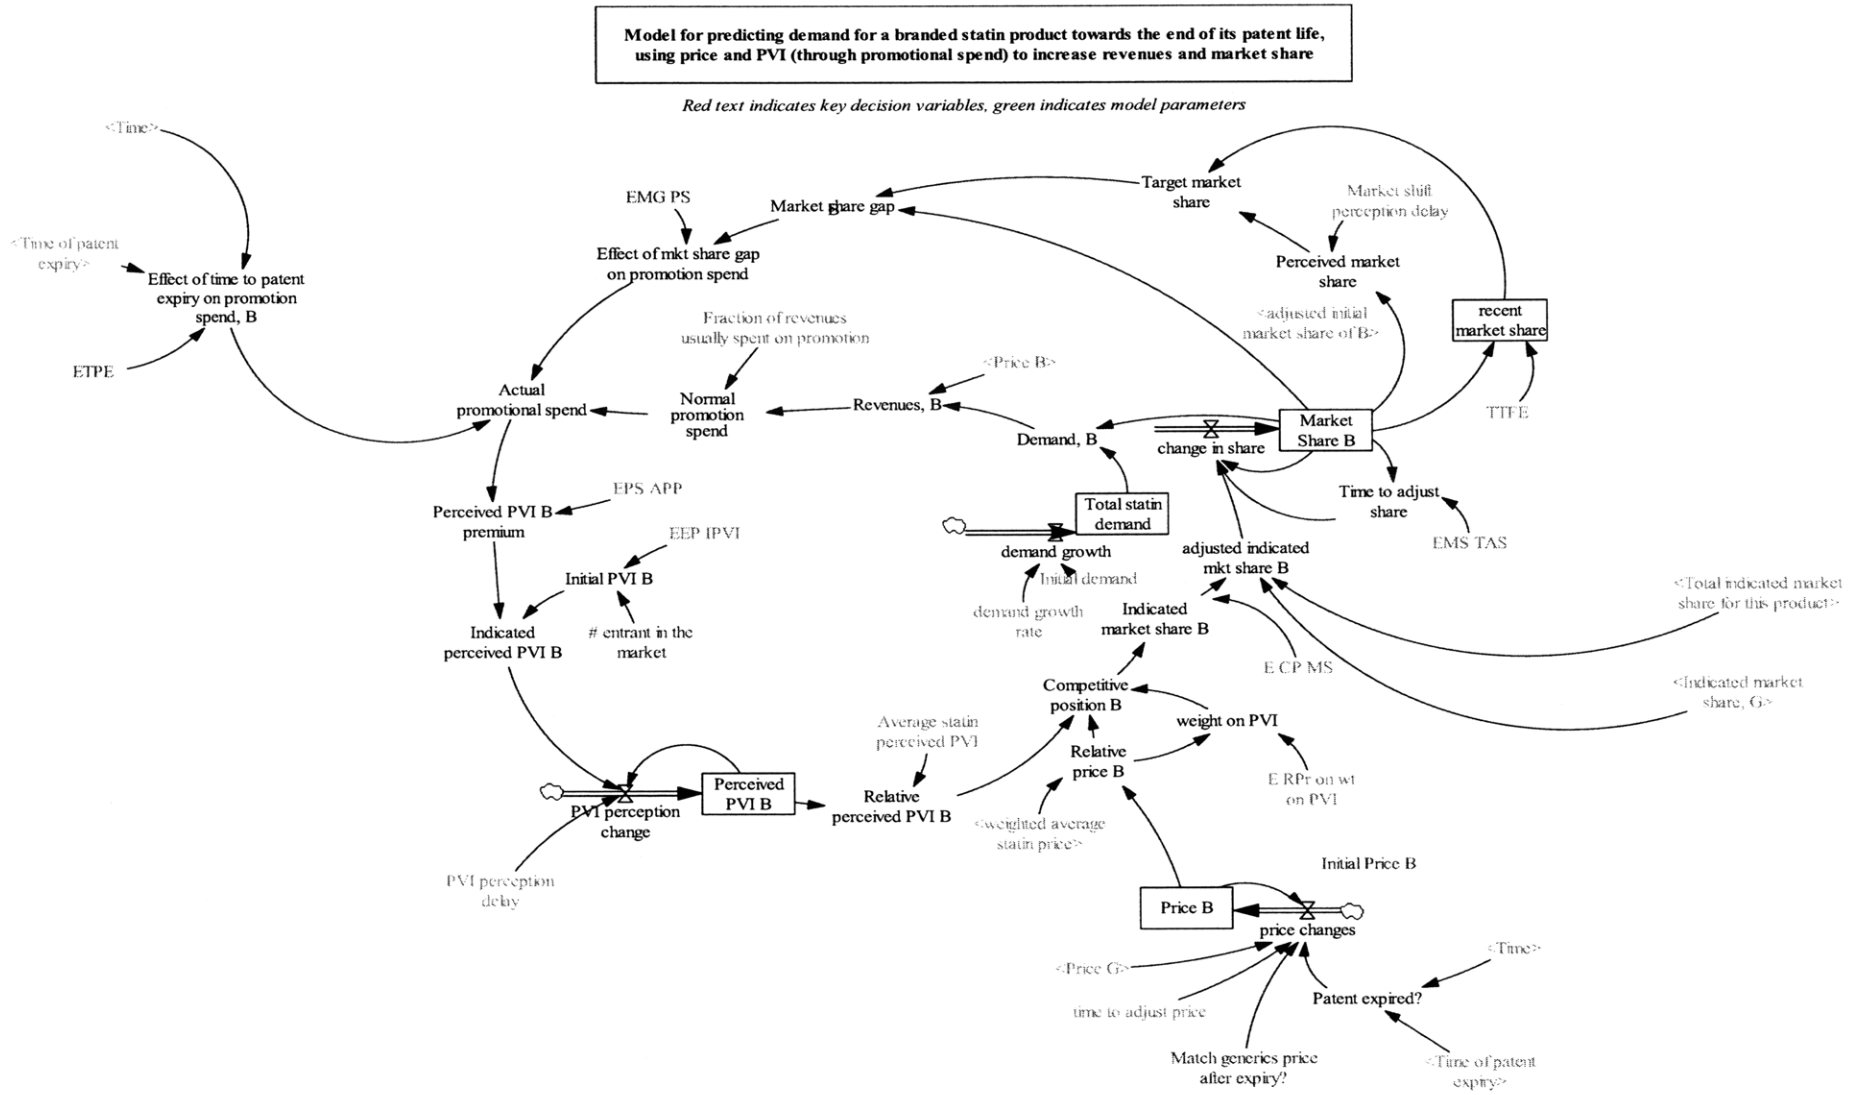 Model for predicting demand for a branded statin product towards the end of its patent life,
using price and PVI (through promotional spend) to increase revenues and market share
Red text indicates key decision variables, green indicates model parameters
<Time>
<Time of patent
expiry>
Effect of time to patent
expiry on promotion
spend, B
ETPE
EMG PS
Market share gap
B
Effect of mkt share gap
on promotion spend
Target market
share
Market shift
perception delay
Perceived market
share
<adjusted initial
market share of B>
recent
market share
TTFE
Fraction of revenues
usually spent on promotion
<Price B>
Actual
promotional spend
Normal
promotion
spend
Revenues, B
Demand, B
change in share
Market
Share B
Time to adjust
share
EMS TAS
Total statin
demand
demand growth
Initial demand
demand growth
rate
adjusted indicated
mkt share B
<Total indicated market
share for this product>
Indicated
market share B
E CP MS
<Indicated market
share, G>
Perceived PVI B
premium
EPS APP
EEP IPVI
Initial PVI B
# entrant in the
market
Indicated
perceived PVI B
Competitive
position B
weight on PVI
Average statin
perceived PVI
Relative
price B
E RPr on wt
on PVI
PVI perception
change
Perceived
PVI B
Relative
perceived PVI B
<weighted average
statin price>
PVI perception
delay
Initial Price B
Price B
price changes
<Price G>
<Time>
time to adjust price
Patent expired?
Match generics price
after expiry?
<Time of patent
expiry>